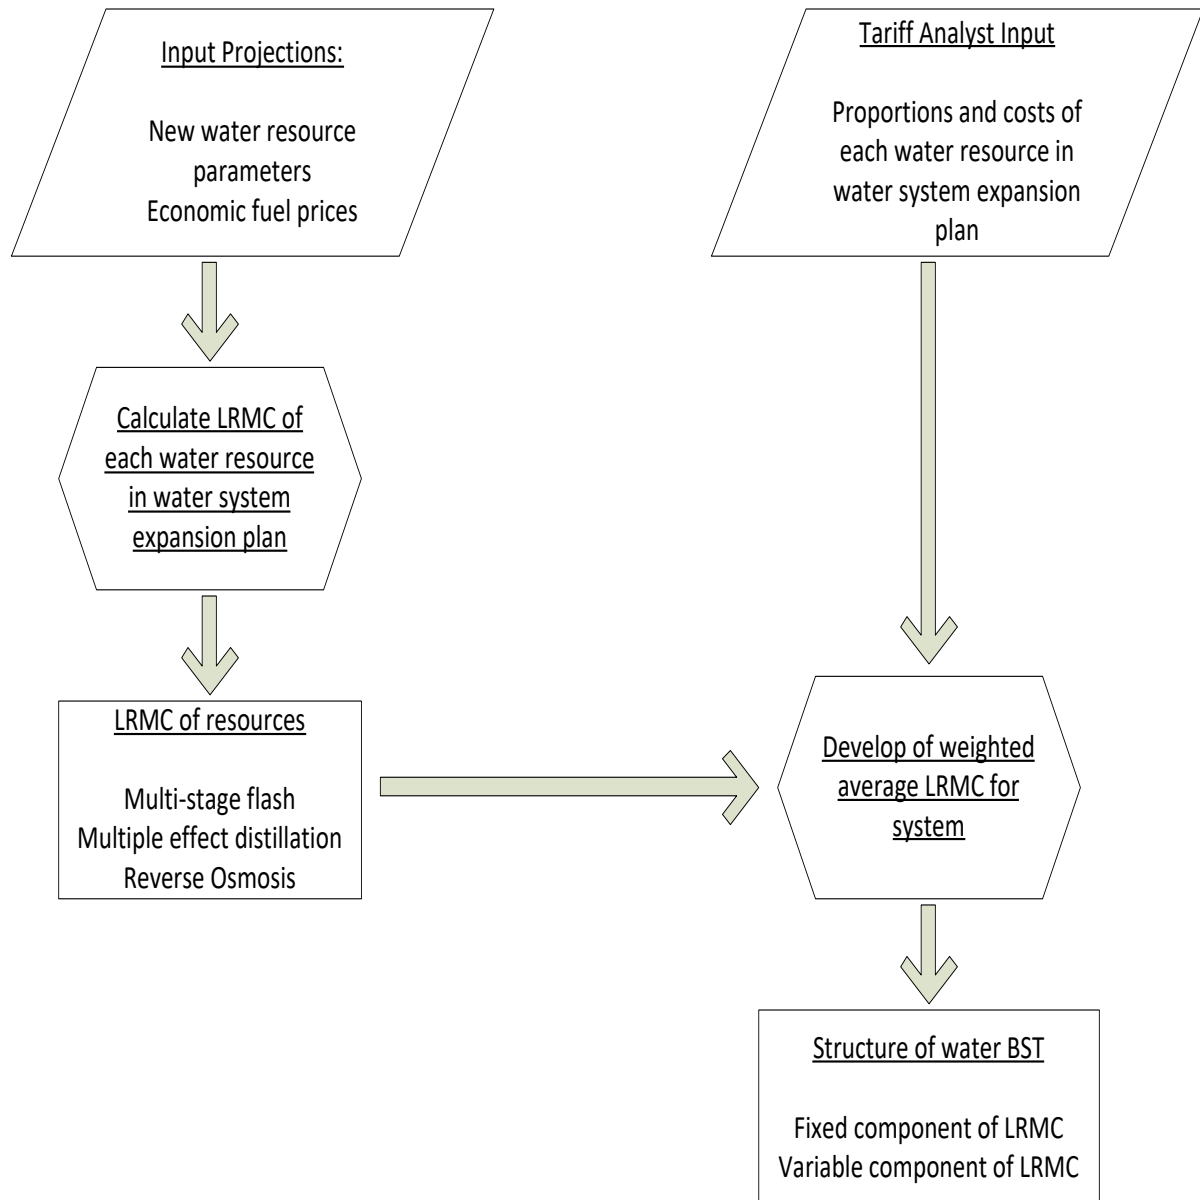 Input Projections:
New water resource
parameters
Economic fuel prices
Tariff Analyst Input
Proportions and costs of
each water resource in
water system expansion
plan
Calculate LRMC of
each water resource
in water system
expansion plan
LRMC of resources
Multi-stage flash
Multiple effect distillation
Reverse Osmosis
Develop of weighted
average LRMC for
system
Structure of water BST
Fixed component of LRMC
Variable component of LRMC